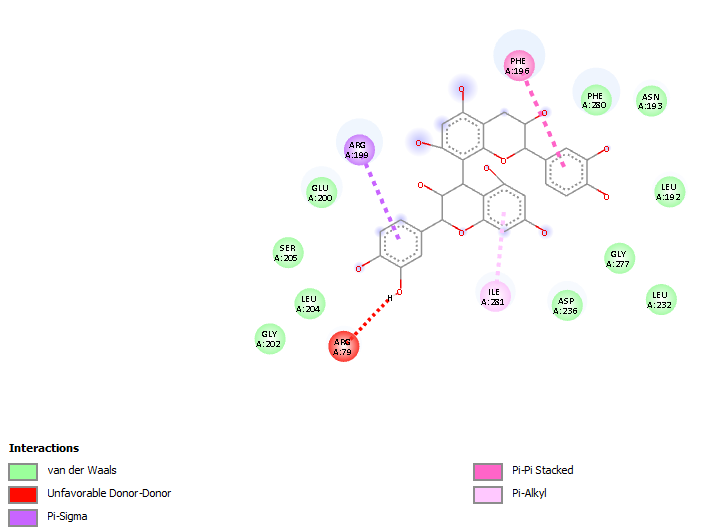 PHE
A:196
PHE
A:280
ASN
A:193
O
O
O
O
ARG
A:199
O
O
O
GLU
A:200
LEU
A:192
O
O
O
SER
A:205
GLY
A:277
O
O
H
ILE
A:281
LEU
A:204
ASP
A:236
LEU
A:232
GLY
A:202
ARG
A:79
Interactions
van der Waals
Unfavorable Donor-Donor
Pi-Sigma
Pi-Pi Stacked
Pi-Alkyl